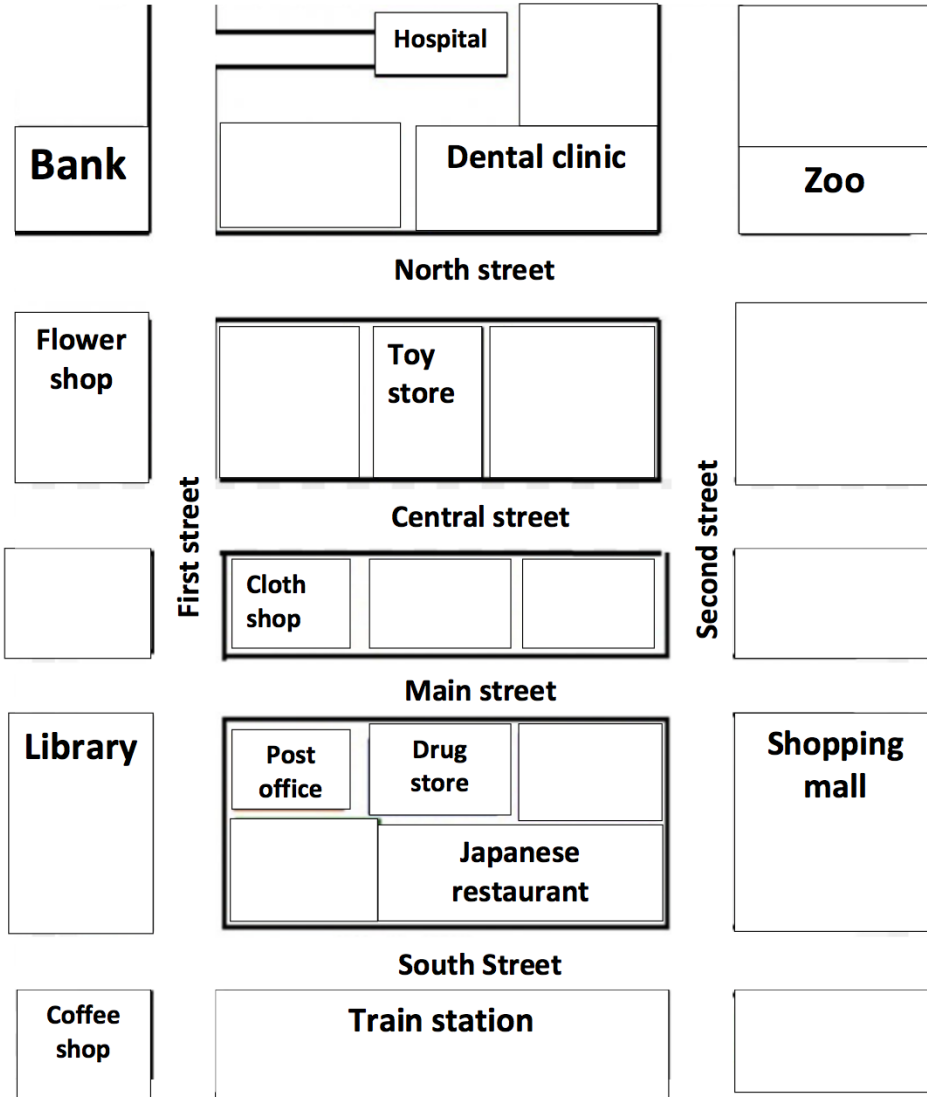 Hospital
Bank
Dental clinic
Zoo
North street
Flower
shop
Toy
store
First street
Central street
Second street
Cloth
shop
Main street
Library
Post
office
Drug
store
Shopping
mall
Japanese
restaurant
South Street
Coffee
shop
Train station